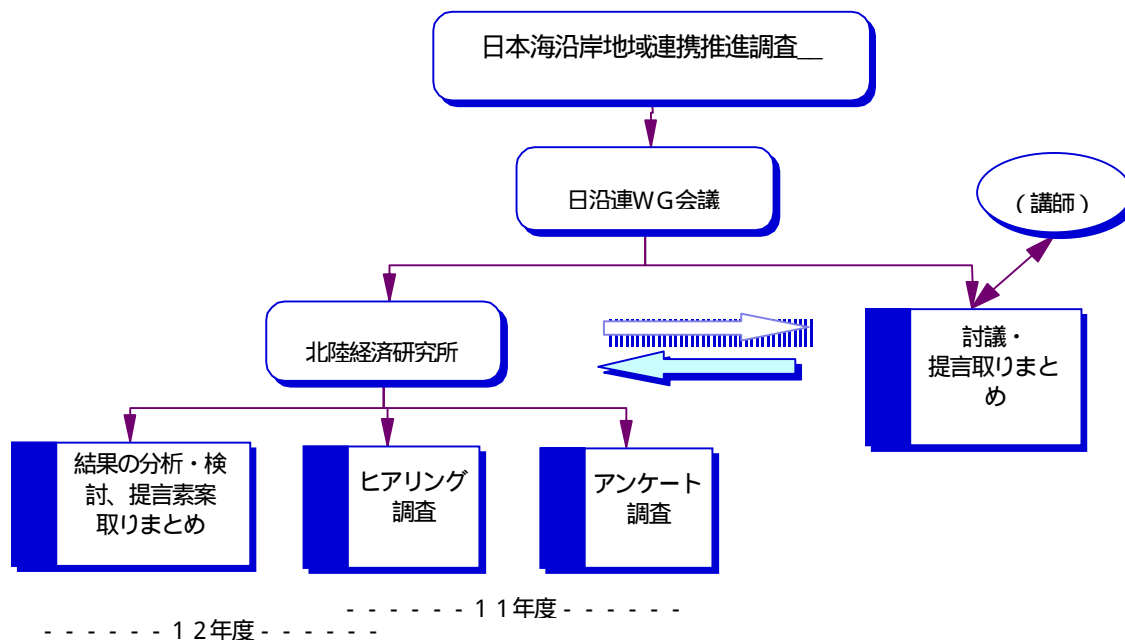 日本海沿岸地域連携推進調査__
日沿連WG会議
(講師)
北陸経済研究所
討議・
提言取りまと
め
結果の分析・検
討、提言素案
取りまとめ
ヒアリング
調査
アンケート
調査
- - - - - - 11年度- - - - - -
- - - - - - 12年度- - - - - -